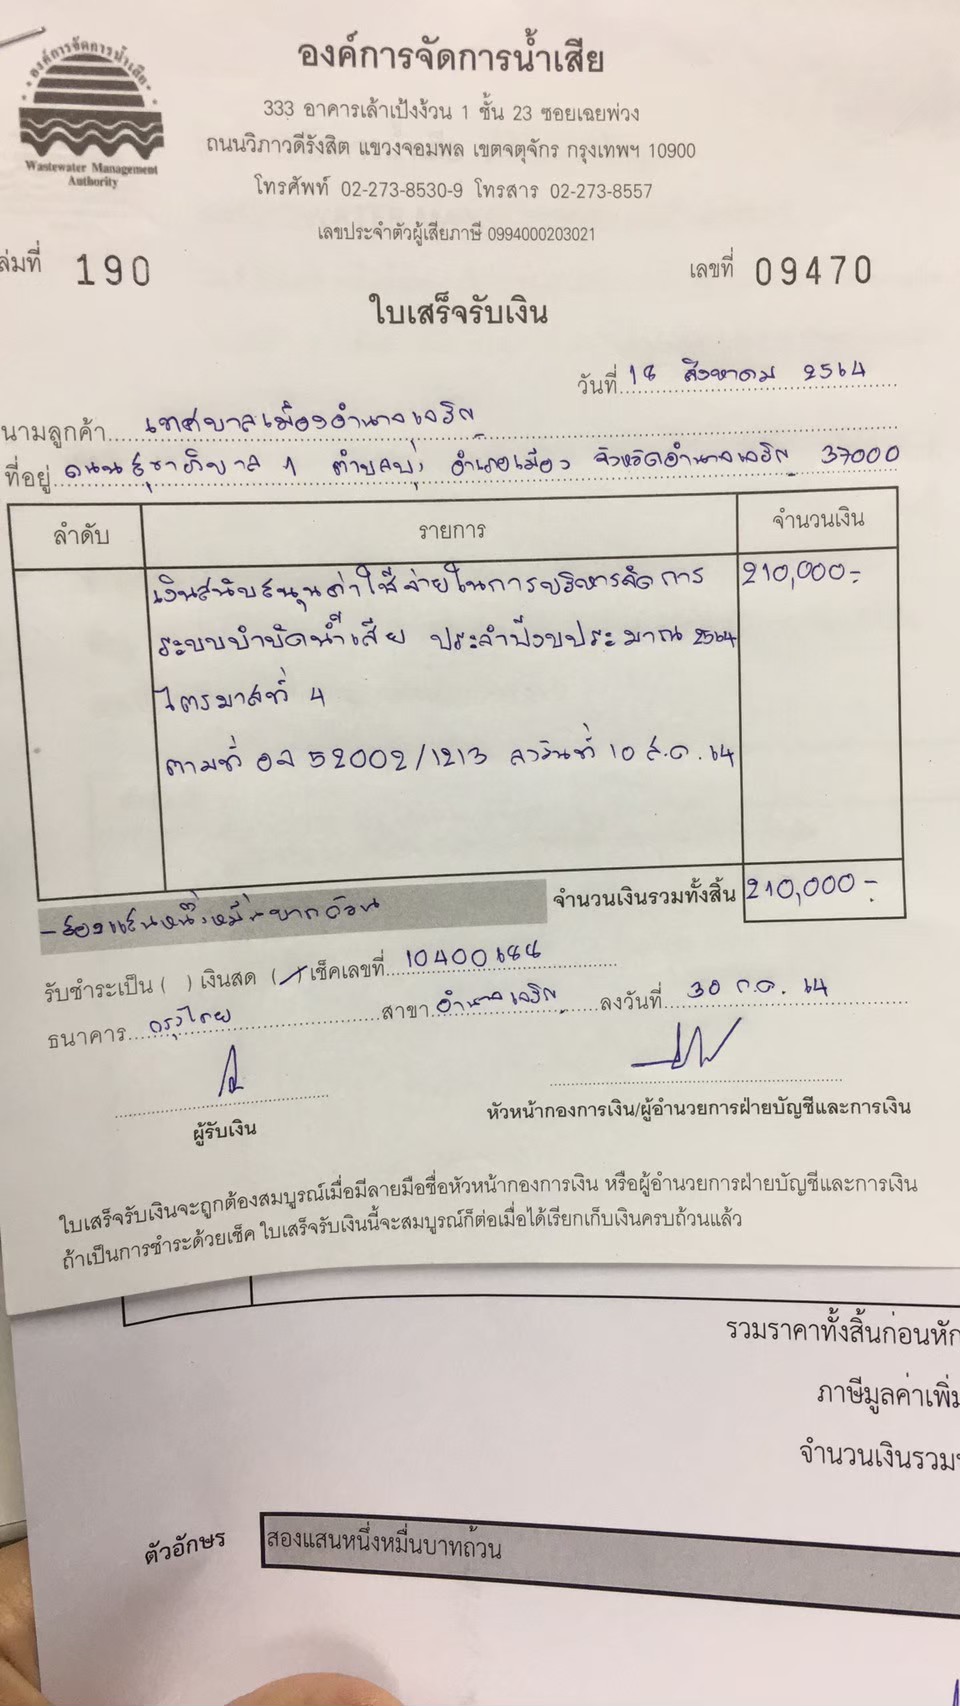 องค์การจัดการน้ำเสีย
333 อาคารเล้าเป้งง้วน 1 ชั้น 23 ซอยเฉยพ่วง
ถนนวิภาวดีรังสิต แขวงจอมพล เขตจตุจักร กรุงเทพฯ 10900
โทรศัพท์ 02-273-8530-9 โทรสาร 02-273-8557
เลขประจำตัวผู้เสียภาษี 0994000203021
องค์การจัดการน้ำเสีย
Wastewater Management
Authority
ล่มที่ 190 เลขที่ 09470
ใบเสร็จรับเงิน
วันที่ 18 สิงหาคม 2564
นามลูกค้า เทศบาลเมืองอำนาจเจริญ
ที่อยู่ ถนนสุขาภิบาล 1 ตำบลบุ่ง อำเภอเมือง จังหวัดอำนาจเจริญ 37000
ลำดับ รายการ จำนวนเงิน
เงินสนับสนุนค่าใช้จ่ายในการบริหารจัดการ 210,000.-
ระบบบำบัดน้ำเสีย ประจำปีงบประมาณ 2564
ไตรมาสที่ 4
ตามที่ อจ 52002/1213 ลงวันที่ 10 ส.ค. 64
-สองแสนหนึ่งหมื่นบาทถ้วน จำนวนเงินรวมทั้งสิ้น 210,000.-
รับชำระเป็น ( ) เงินสด (/) เช็คเลขที่ 10400688
ธนาคาร กรุงไทย สาขา อำนาจเจริญ ลงวันที่ 30 ก.ค. 64
ผู้รับเงิน
หัวหน้ากองการเงิน/ผู้อำนวยการฝ่ายบัญชีและการเงิน
ใบเสร็จรับเงินจะถูกต้องสมบูรณ์เมื่อมีลายมือชื่อหัวหน้ากองการเงิน หรือผู้อำนวยการฝ่ายบัญชีและการเงิน
ถ้าเป็นการชำระด้วยเช็ค ใบเสร็จรับเงินนี้จะสมบูรณ์ก็ต่อเมื่อได้เรียกเก็บเงินครบถ้วนแล้ว
รวมราคาทั้งสิ้นก่อนหัก
ภาษีมูลค่าเพิ่ม
จำนวนเงินรวม
ตัวอักษร สองแสนหนึ่งหมื่นบาทถ้วน